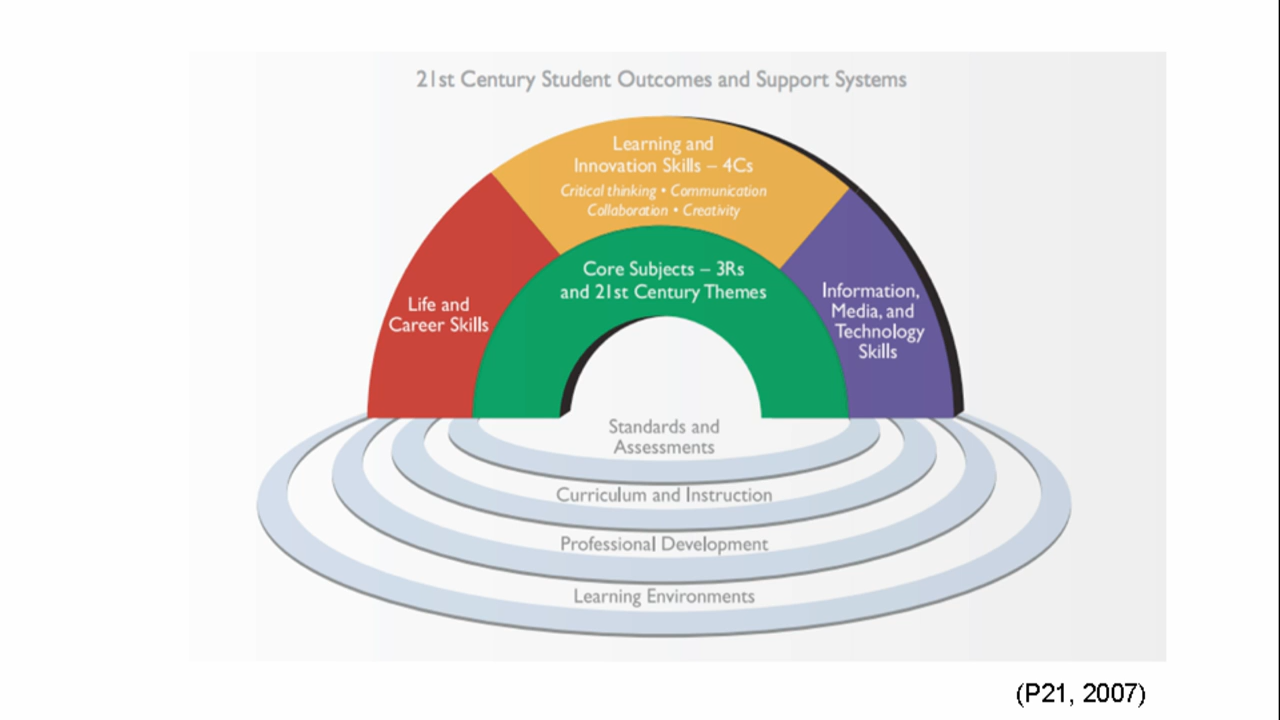 21st Century Student Outcomes and Support Systems
Learning and
Innovation Skills – 4Cs
Critical thinking • Communication
Collaboration • Creativity
Core Subjects – 3Rs
and 21st Century Themes
Life and
Career Skills
Information,
Media, and
Technology
Skills
Standards and
Assessments
Curriculum and Instruction
Professional Development
Learning Environments
(P21, 2007)